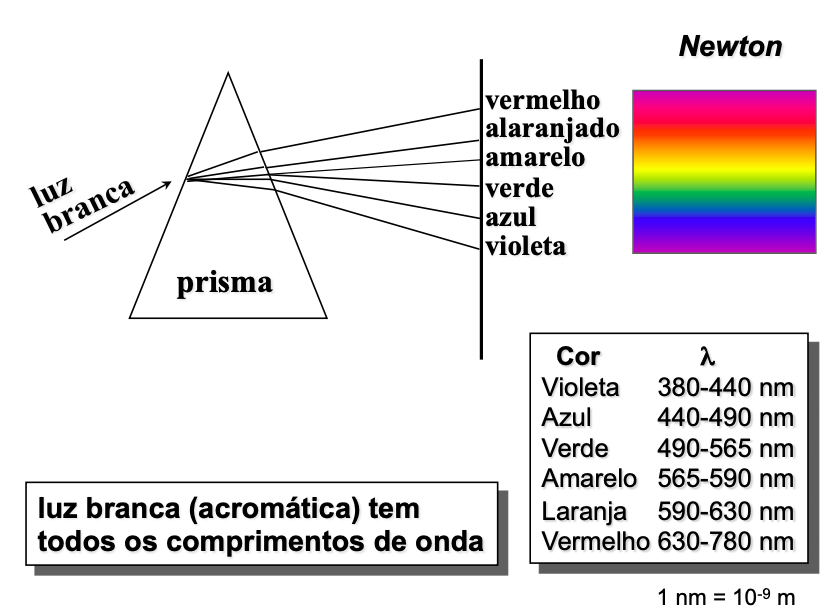 Newton
vermelho
alaranjado
amarelo
verde
azul
violeta
luz
branca
prisma
Cor λ
Violeta 380-440 nm
Azul 440-490 nm
Verde 490-565 nm
Amarelo 565-590 nm
Laranja 590-630 nm
Vermelho 630-780 nm
luz branca (acromática) tem
todos os comprimentos de onda
1 nm = 10⁻⁹ m